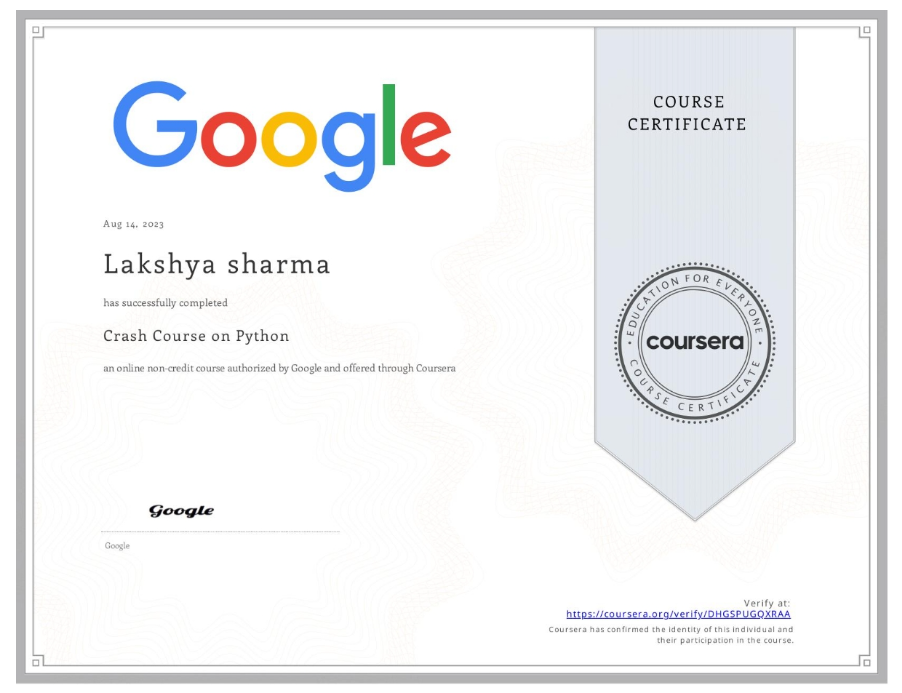 Google
COURSE
CERTIFICATE
Aug 14, 2023
Lakshya sharma
has successfully completed
Crash Course on Python
an online non-credit course authorized by Google and offered through Coursera
EDUCATION FOR EVERYONE
coursera
COURSE CERTIFICATE
Google
Google
Verify at:
https://coursera.org/verify/DHGSPUGQXRAA
Coursera has confirmed the identity of this individual and
their participation in the course.